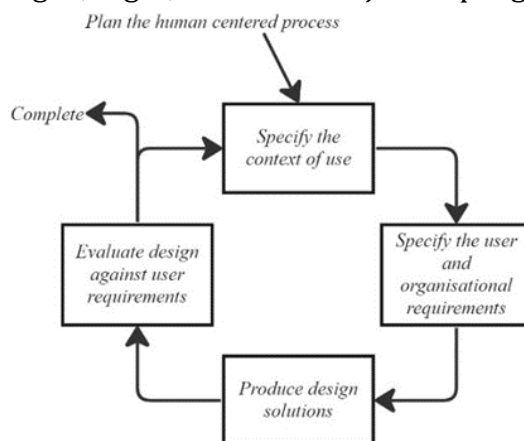 Plan the human centered process
Complete
Specify the
context of use
Evaluate design
against user
requirements
Specify the user
and
organisational
requirements
Produce design
solutions